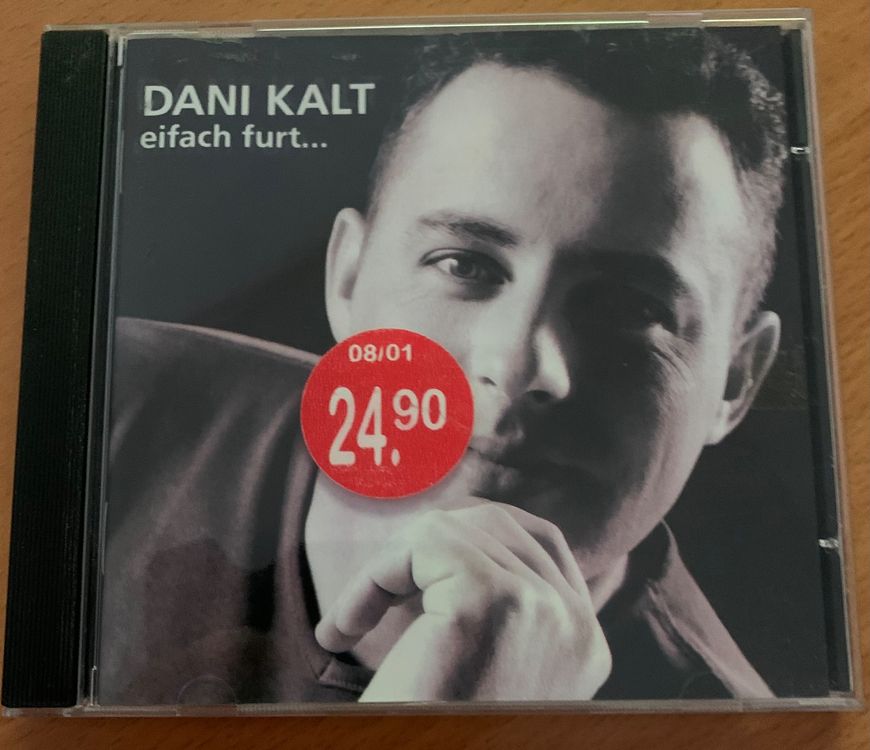 DANI KALT
eifach furt...
08/01
24.90